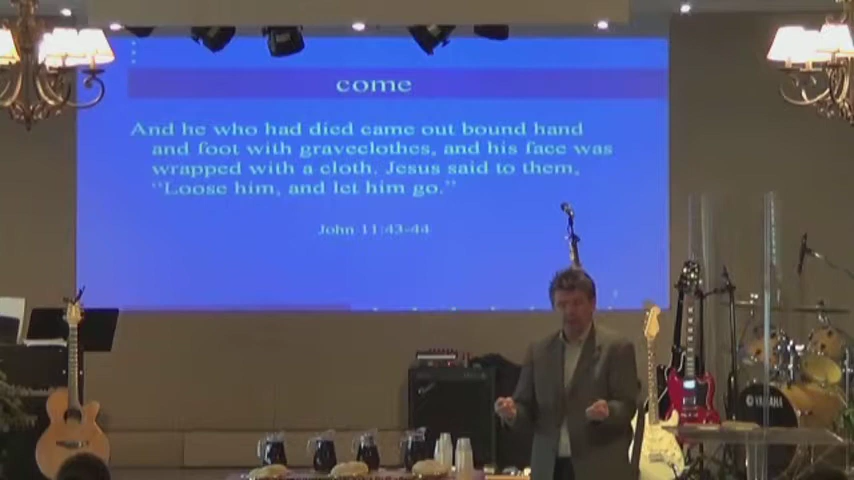 come
And he who had died came out bound hand
and foot with graveclothes, and his face was
wrapped with a cloth. Jesus said to them,
“Loose him, and let him go.”
John 11:43-44
YAMAHA